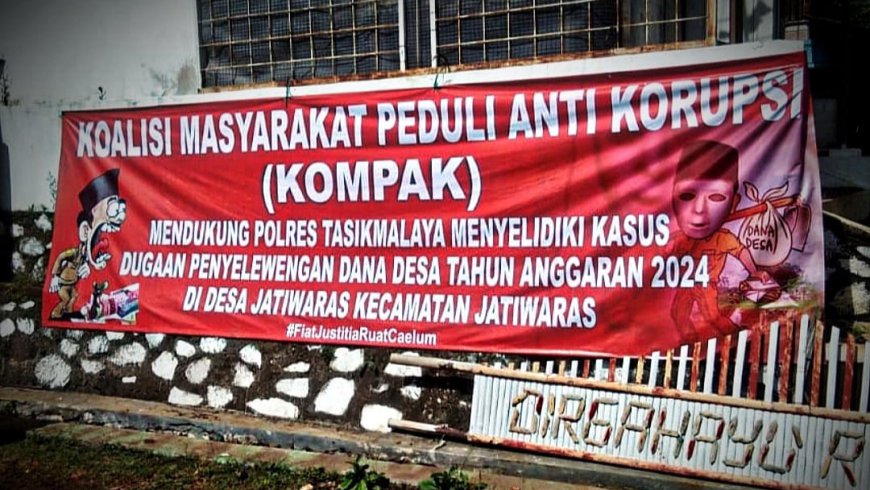 KOALISI MASYARAKAT PEDULI ANTI KORUPSI
(KOMPAK)
MENDUKUNG POLRES TASIKMALAYA MENYELIDIKI KASUS
DUGAAN PENYELEWENGAN DANA DESA TAHUN ANGGARAN 2024
DI DESA JATIWARAS KECAMATAN JATIWARAS
#FiatJustitiaRuatCaelum
DANA
DESA
DIRGAHAYU R